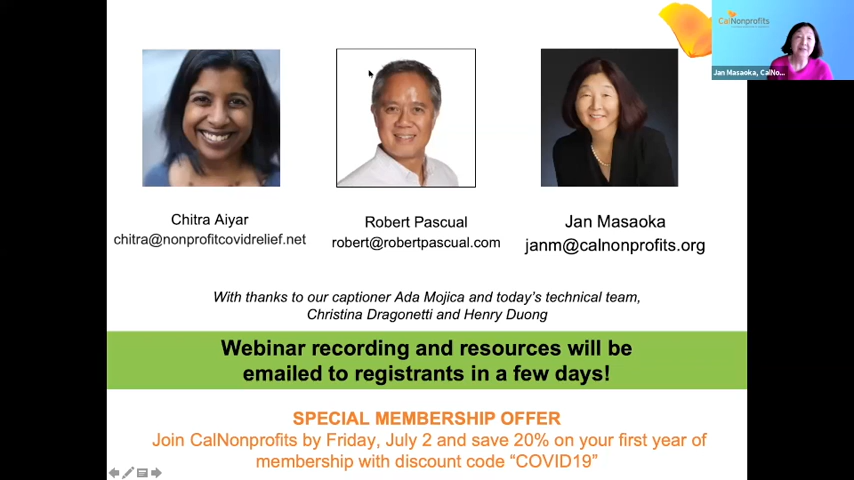 CalNonprofits
Jan Masaoka, CalNo...
Chitra Aiyar
chitra@nonprofitcovidrelief.net
Robert Pascual
robert@robertpascual.com
Jan Masaoka
janm@calnonprofits.org
With thanks to our captioner Ada Mojica and today's technical team,
Christina Dragonetti and Henry Duong
Webinar recording and resources will be
emailed to registrants in a few days!
SPECIAL MEMBERSHIP OFFER
Join CalNonprofits by Friday, July 2 and save 20% on your first year of
membership with discount code “COVID19”